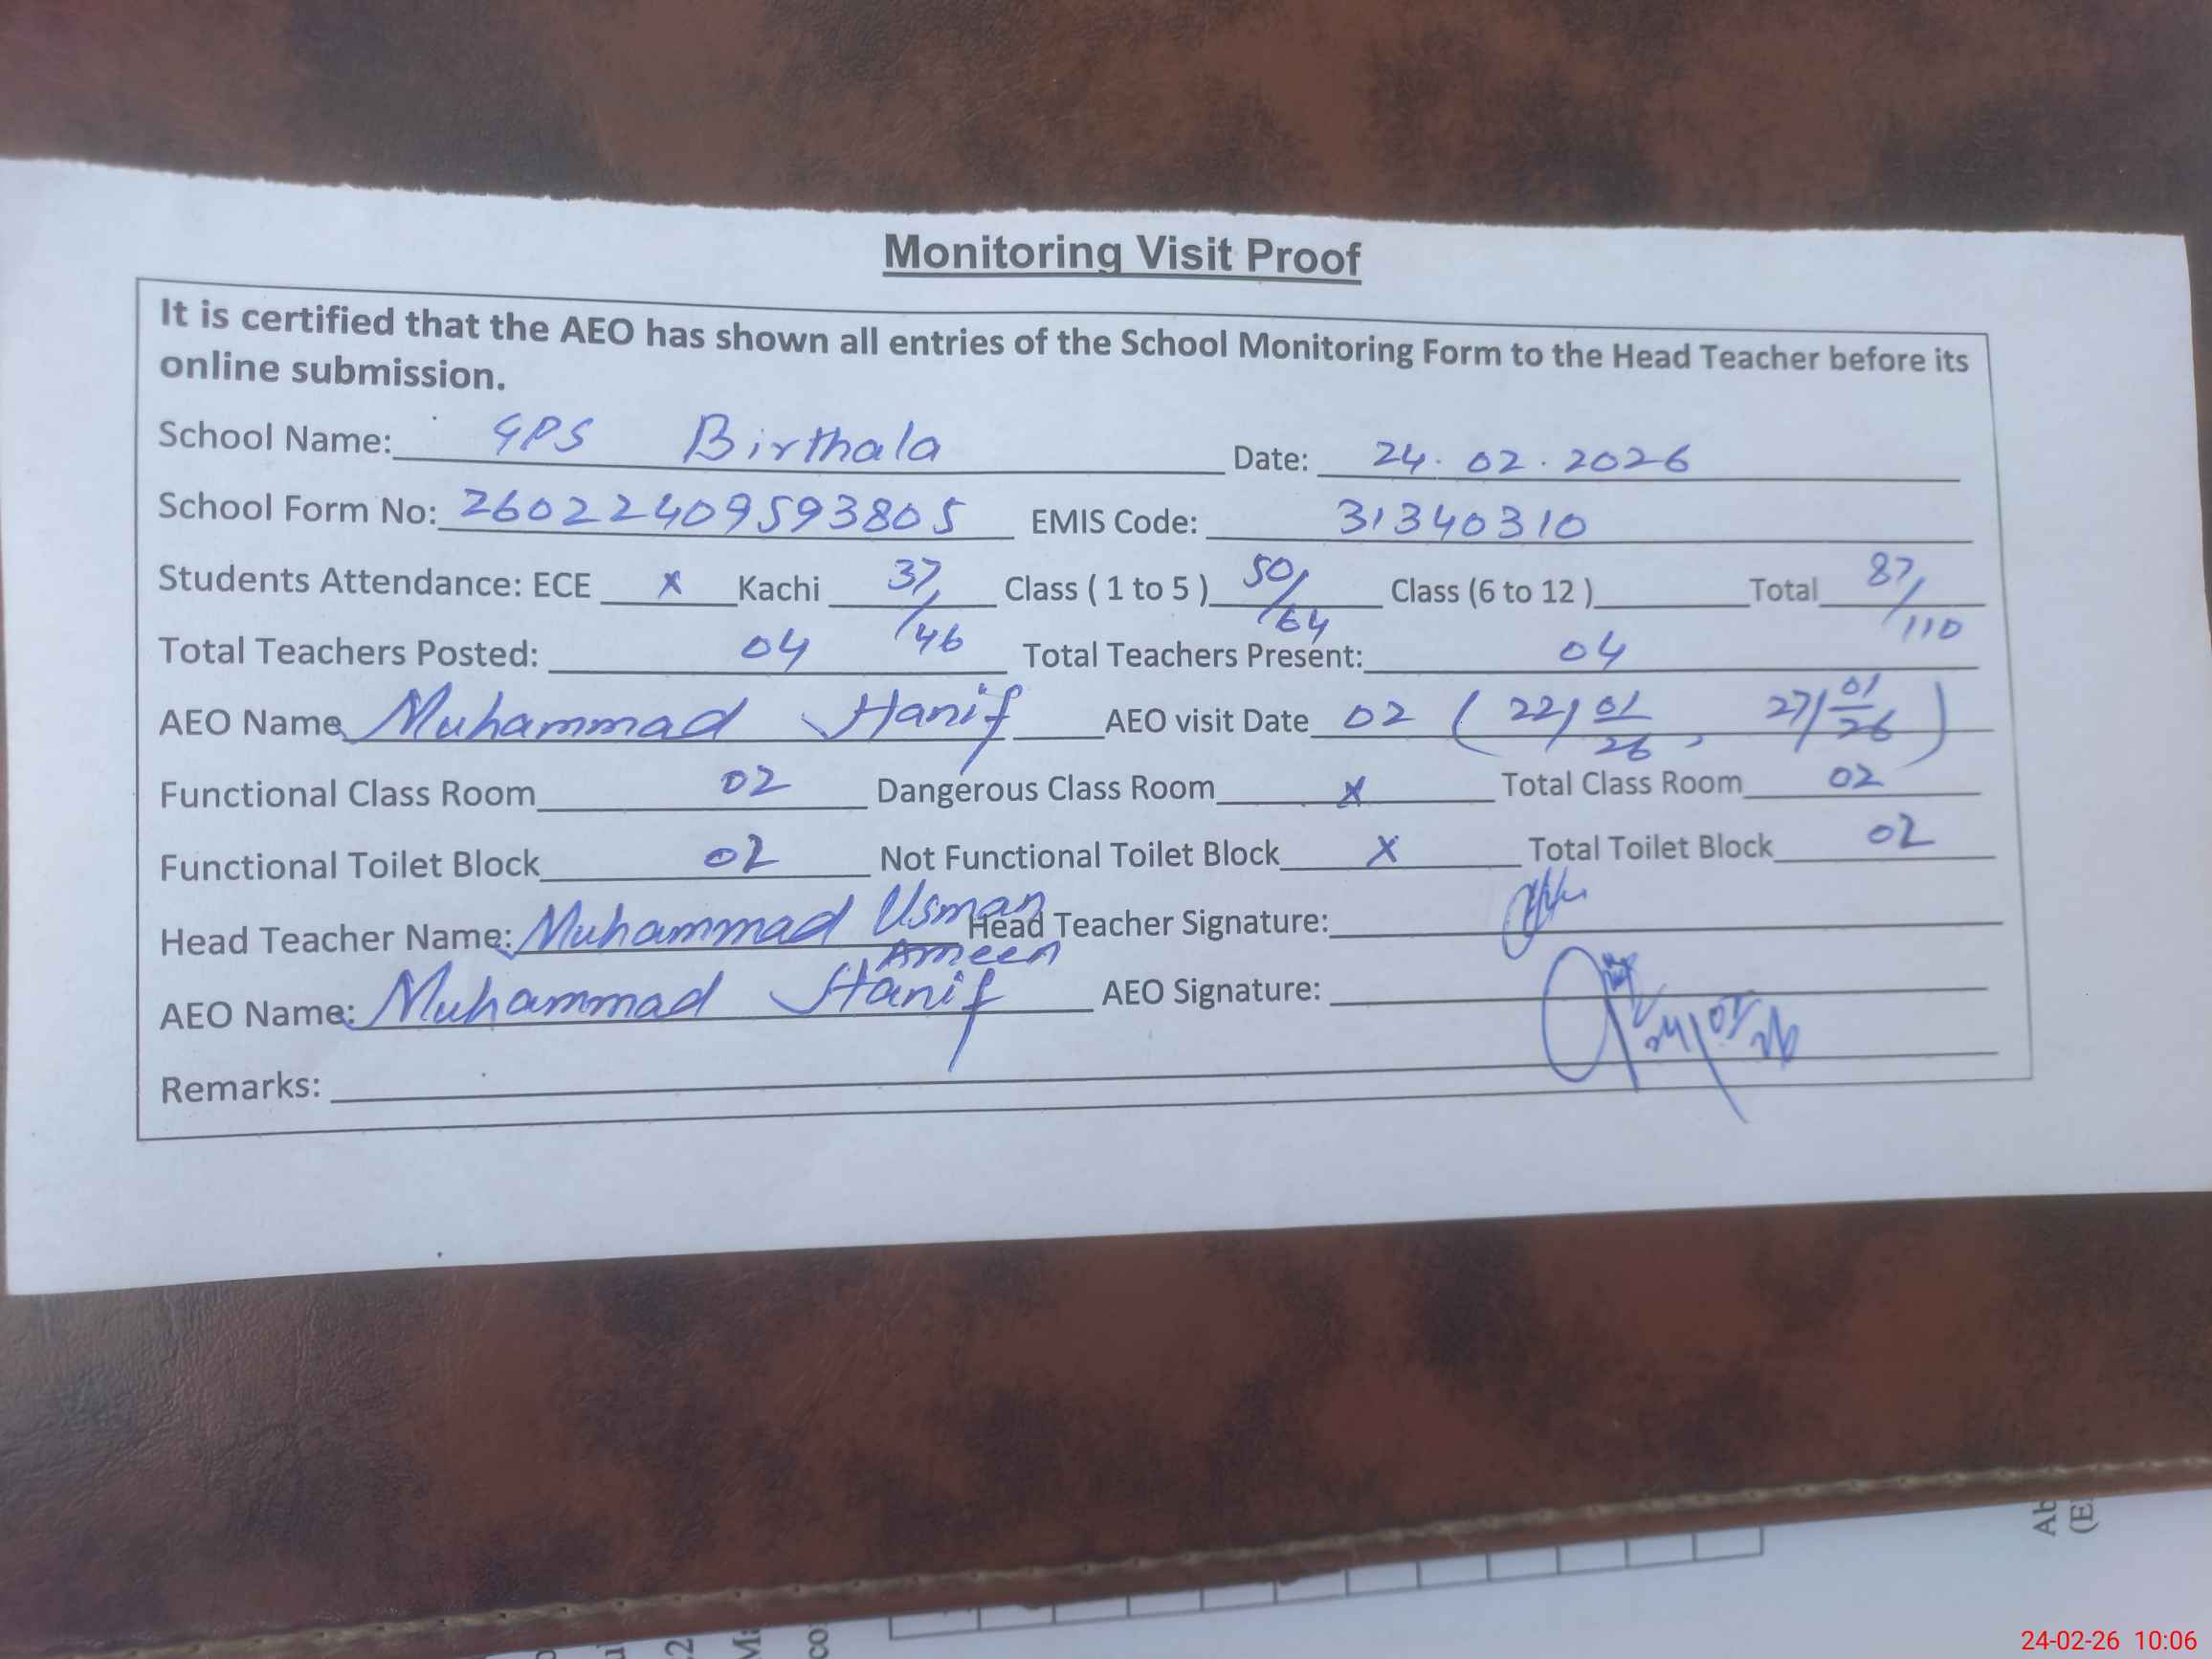 Monitoring Visit Proof
It is certified that the AEO has shown all entries of the School Monitoring Form to the Head Teacher before its
online submission.
School Name: GPS Birthala Date: 24.02.2026
School Form No: 26022409593805 EMIS Code: 31340310
Students Attendance: ECE x Kachi 37/46 Class ( 1 to 5 ) 50/64 Class (6 to 12 ) Total 87/110
Total Teachers Posted: 04 Total Teachers Present: 04
AEO Name Muhammad Hanif AEO visit Date 02 ( 22/01/26, 27/01/26 )
Functional Class Room 02 Dangerous Class Room x Total Class Room 02
Functional Toilet Block 02 Not Functional Toilet Block x Total Toilet Block 02
Head Teacher Name: Muhammad Usman Ameen Head Teacher Signature:
AEO Name: Muhammad Hanif AEO Signature:
Remarks:
Ab
(E
24-02-26 10:06